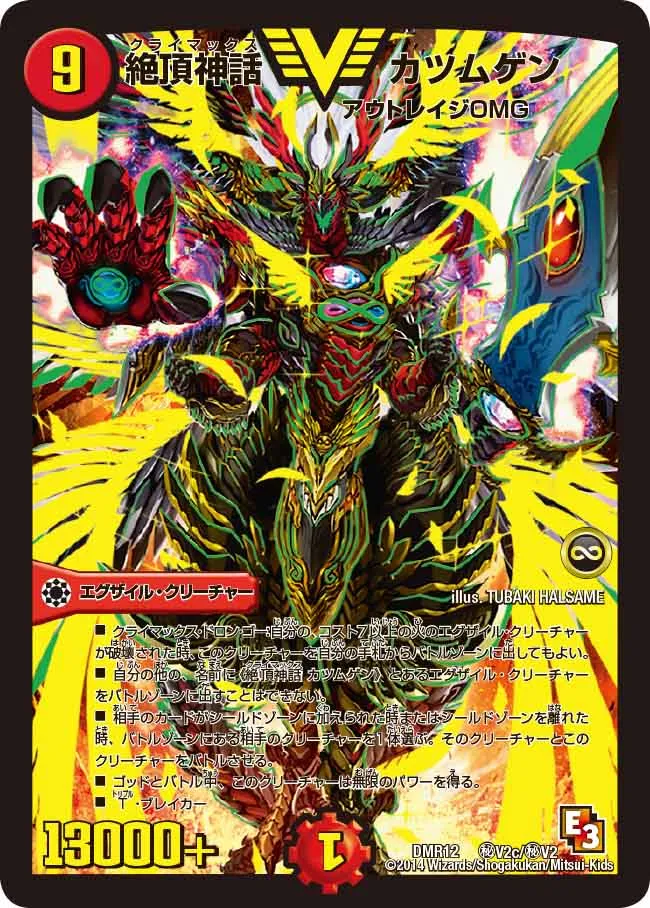 9
クライマックス
絶頂神話 カツムゲン
V
アウトレイジOMG
エグザイル・クリーチャー
illus. TUBAKI HALSAME
■ クライマックス・ドロン・ゴー:自分の、コスト7以上の火のエグザイル・クリーチャー
が破壊された時、このクリーチャーを自分の手札からバトルゾーンに出してもよい。
■ 自分の他の、名前に《絶頂神話 カツムゲン》とあるエグザイル・クリーチャー
をバトルゾーンに出すことはできない。
■ 相手のカードがシールドゾーンに加えられた時またはシールドゾーンを離れた
時、バトルゾーンにある相手のクリーチャーを1体選ぶ。そのクリーチャーとこの
クリーチャーをバトルさせる。
■ ゴッドとバトル中、このクリーチャーは無限のパワーを得る。
■ T・ブレイカー
13000+
1
E3
DMR12 ㊙V2c/㊙V2
©2014 Wizards/Shogakukan/Mitsui-Kids